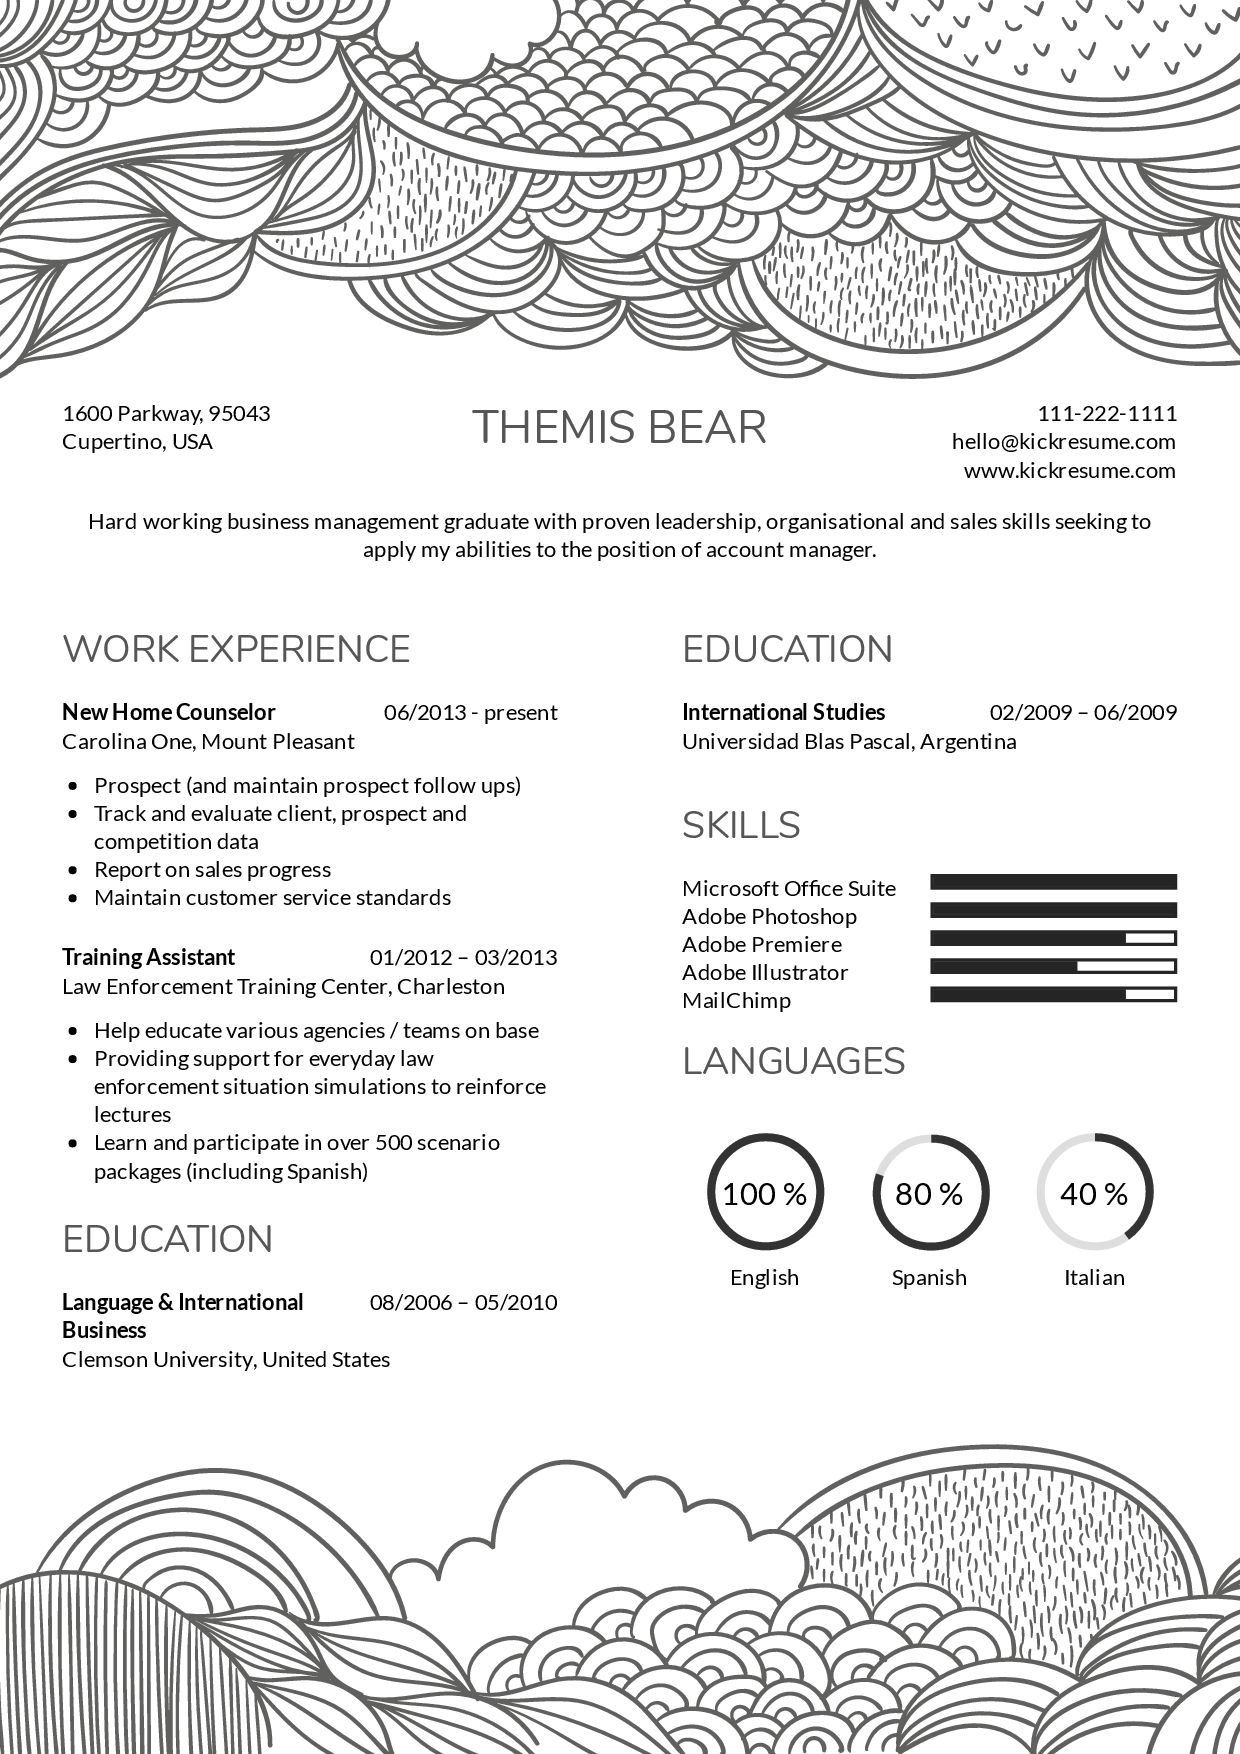 1600 Parkway, 95043
Cupertino, USA
THEMIS BEAR
111-222-1111
hello@kickresume.com
www.kickresume.com
Hard working business management graduate with proven leadership, organisational and sales skills seeking to
apply my abilities to the position of account manager.
WORK EXPERIENCE
New Home Counselor 06/2013 - present
Carolina One, Mount Pleasant
• Prospect (and maintain prospect follow ups)
• Track and evaluate client, prospect and
competition data
• Report on sales progress
• Maintain customer service standards
Training Assistant 01/2012 – 03/2013
Law Enforcement Training Center, Charleston
• Help educate various agencies / teams on base
• Providing support for everyday law
enforcement situation simulations to reinforce
lectures
• Learn and participate in over 500 scenario
packages (including Spanish)
EDUCATION
Language & International 08/2006 – 05/2010
Business
Clemson University, United States
EDUCATION
International Studies 02/2009 – 06/2009
Universidad Blas Pascal, Argentina
SKILLS
Microsoft Office Suite
Adobe Photoshop
Adobe Premiere
Adobe Illustrator
MailChimp
LANGUAGES
100 % 80 % 40 %
English Spanish Italian